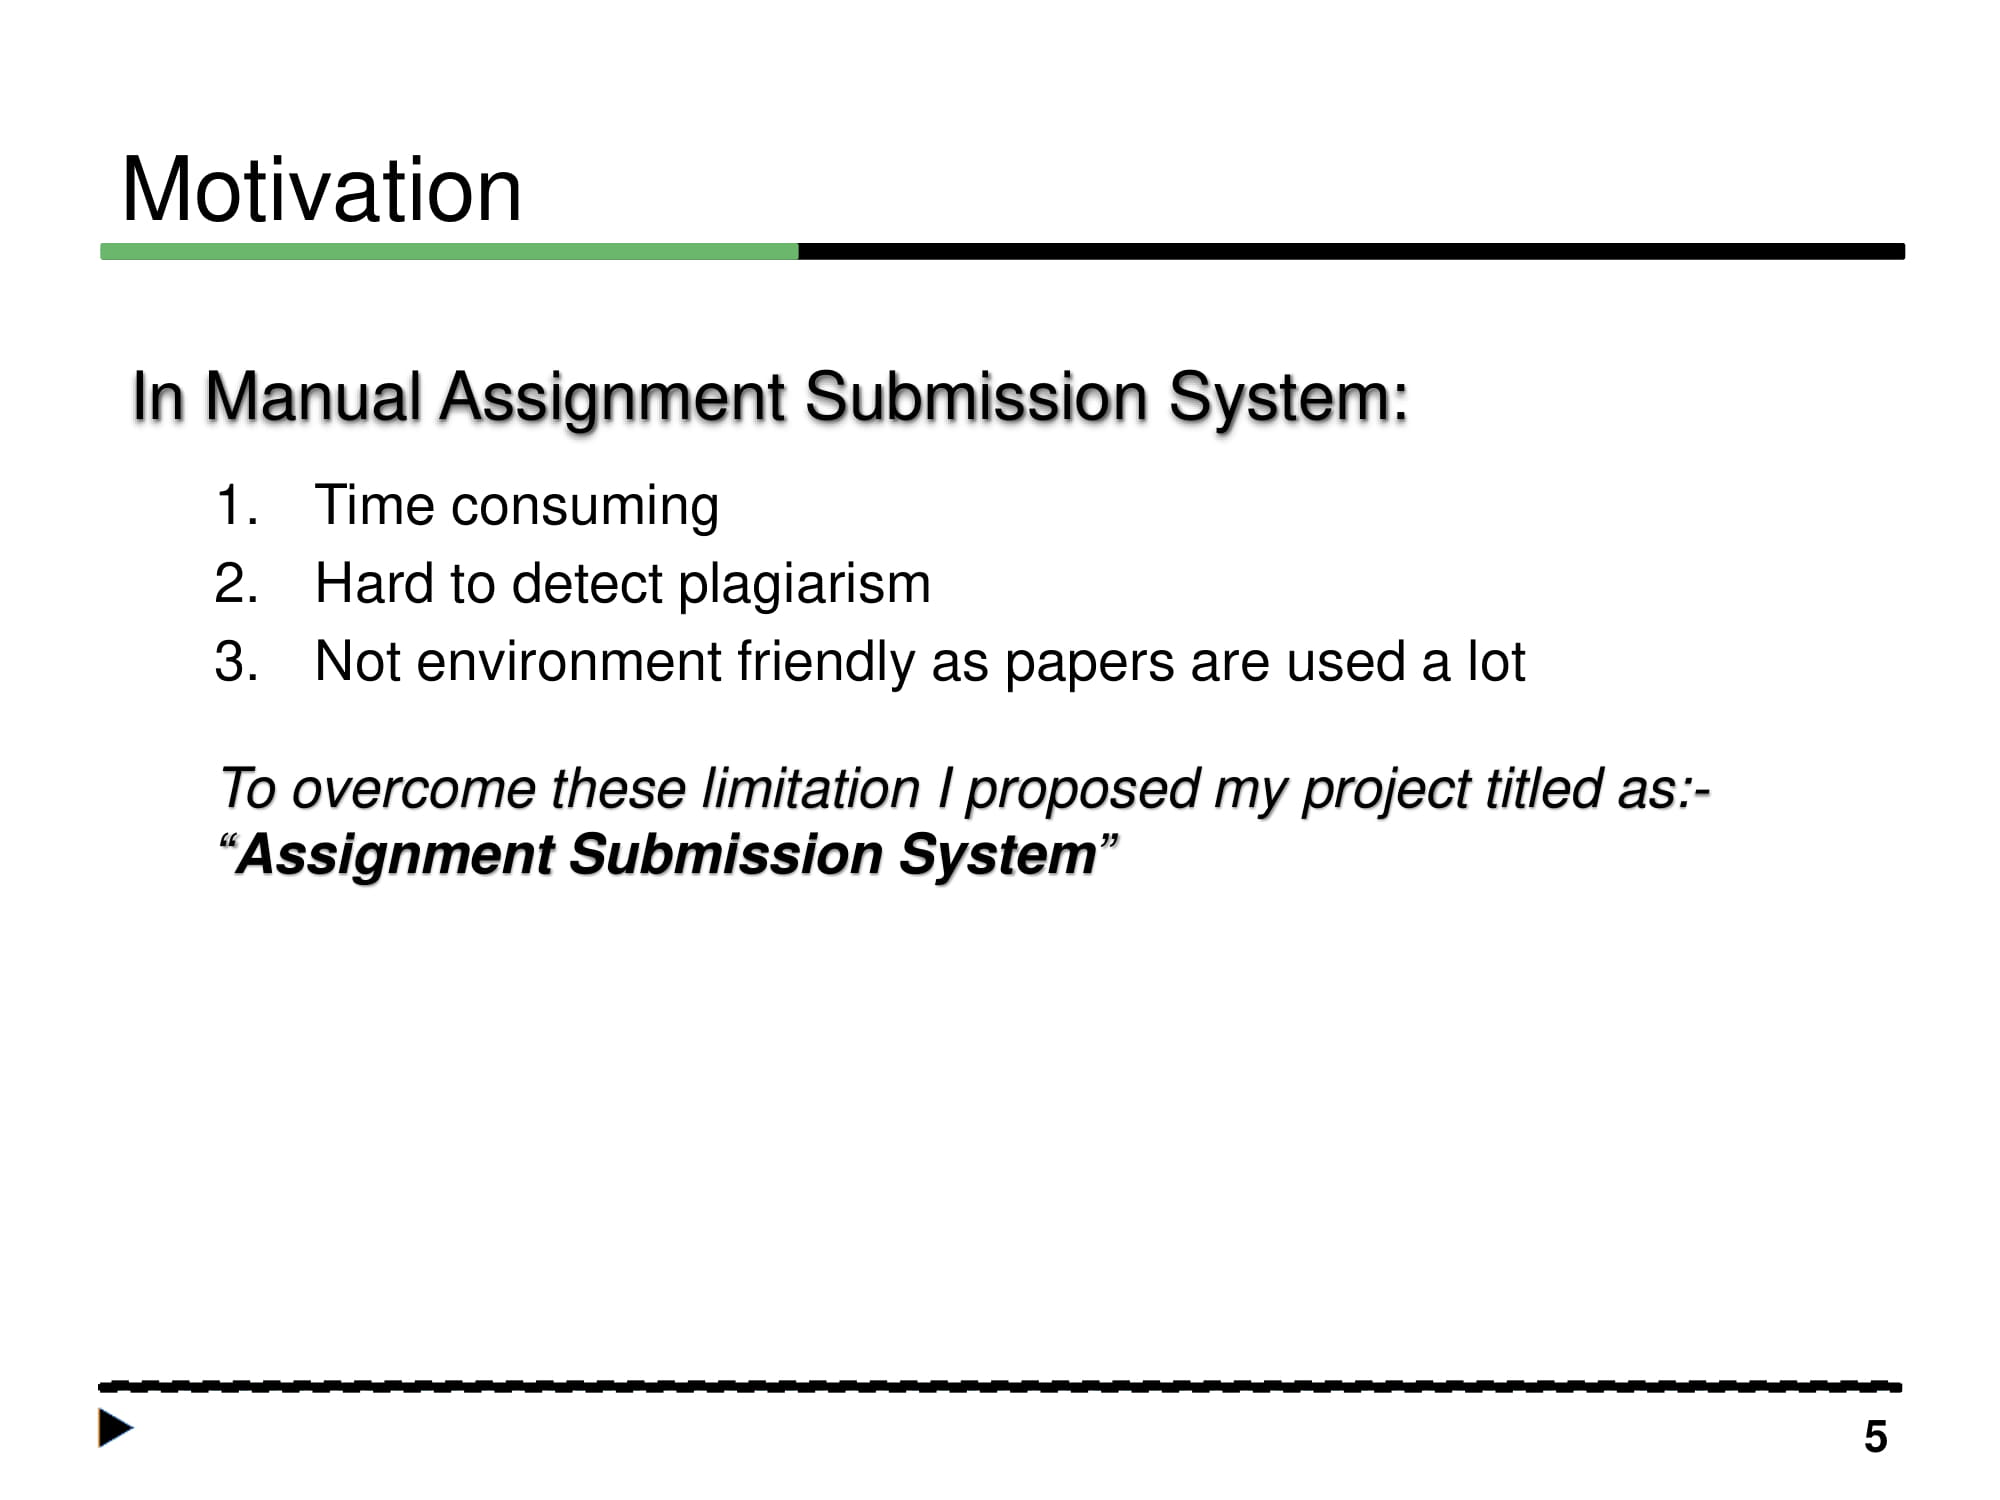 Motivation
In Manual Assignment Submission System:
1. Time consuming
2. Hard to detect plagiarism
3. Not environment friendly as papers are used a lot
To overcome these limitation I proposed my project titled as:-
“Assignment Submission System”
5